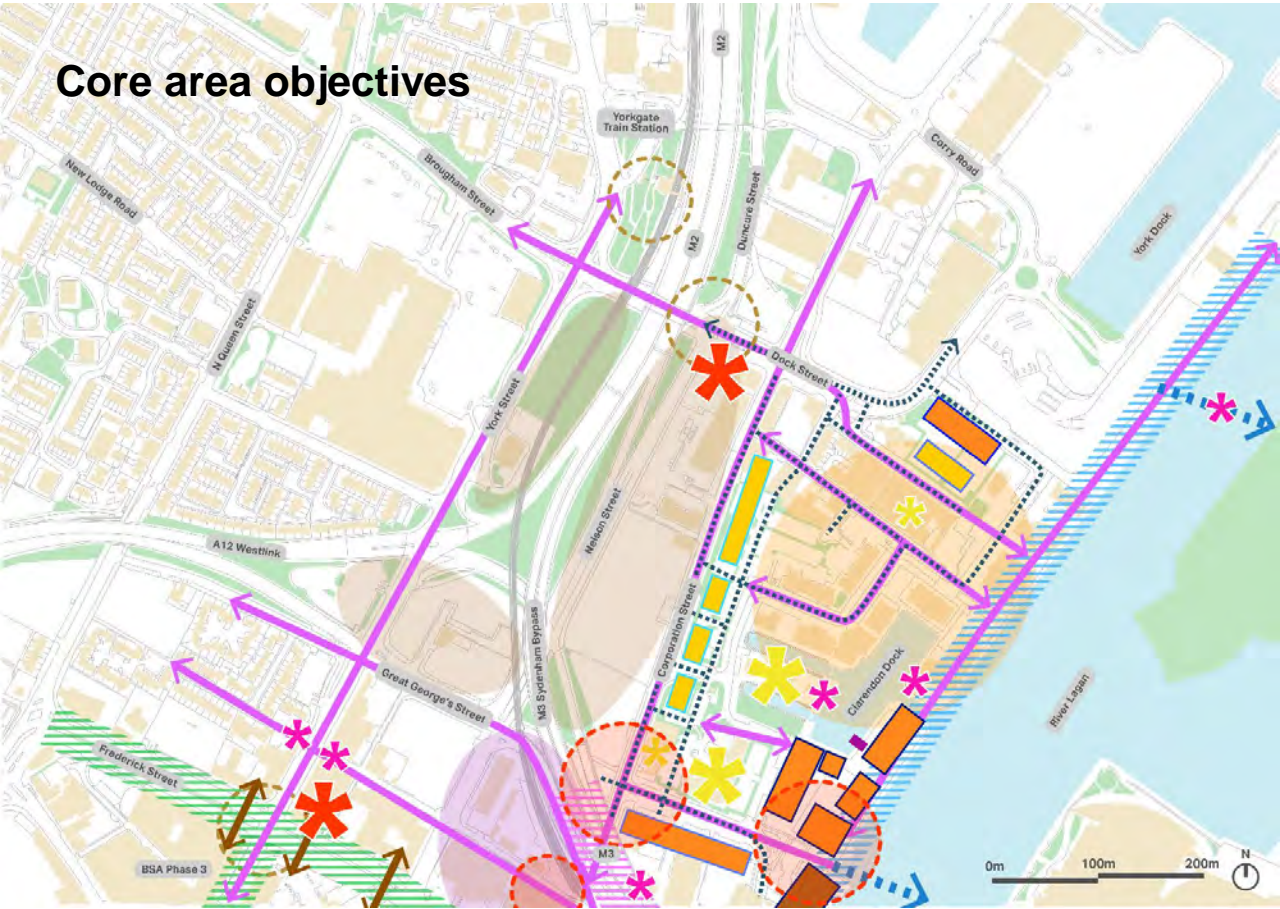 Core area objectives
M2
Yorkgate
Train Station
Brougham Street
New Lodge Road
Corry Road
Duncure Street
M2
York Dock
N Queen Street
Dock Street
York Street
Nelson Street
A12 Westlink
Corporation Street
M3 Sydenham Bypass
Clarendon Dock
River Lagan
Great George's Street
Frederick Street
M3
BSA Phase 3
0m
100m
200m
N